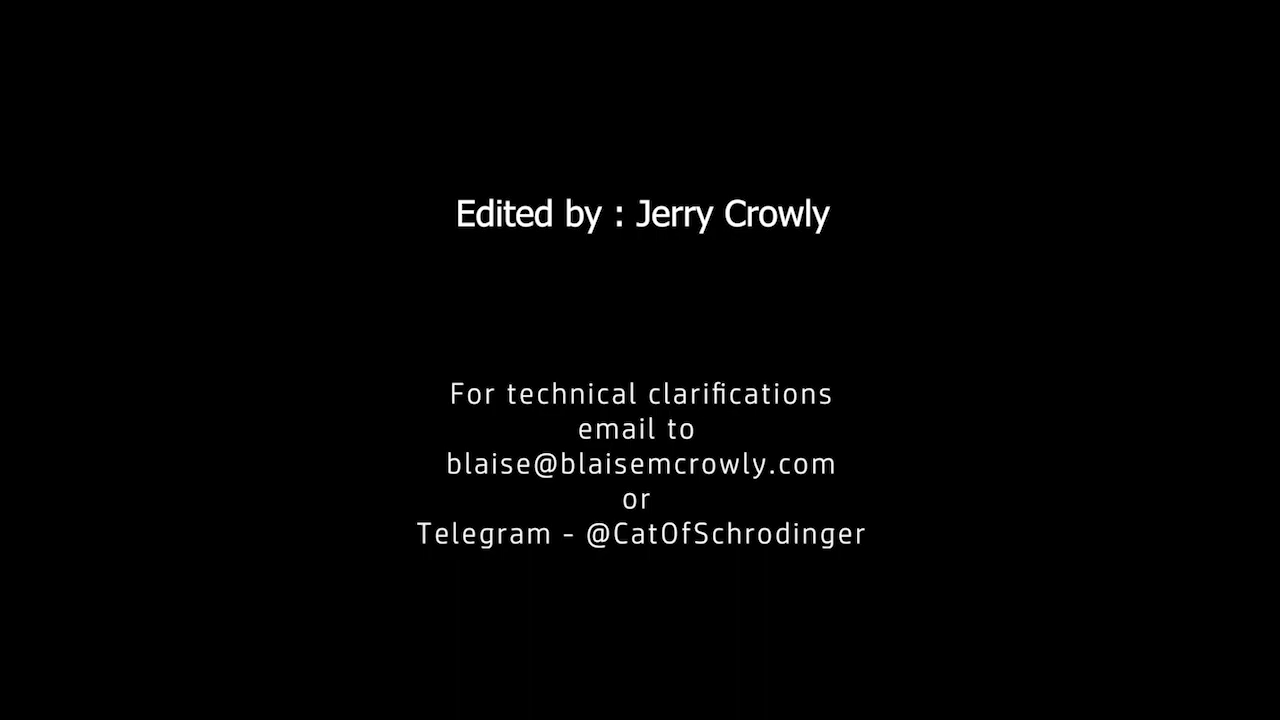 Edited by : Jerry Crowly
For technical clarifications
email to
blaise@blaisemcrowly.com
or
Telegram - @CatOfSchrodinger